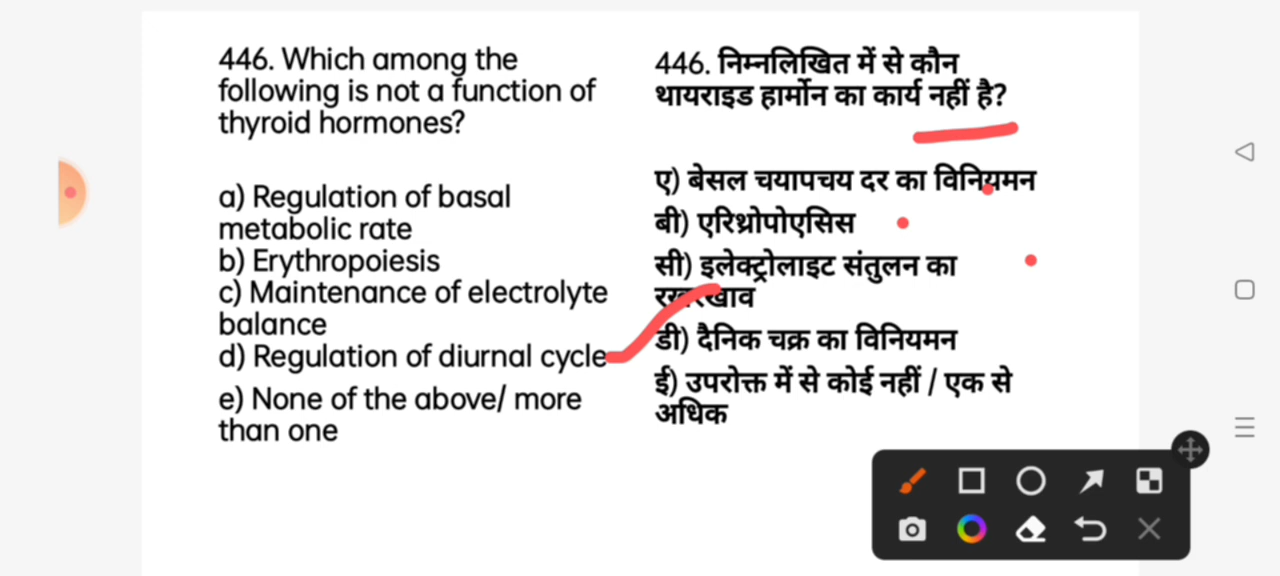 446. Which among the
following is not a function of
thyroid hormones?
a) Regulation of basal
metabolic rate
b) Erythropoiesis
c) Maintenance of electrolyte
balance
d) Regulation of diurnal cycle
e) None of the above/ more
than one
446. निम्नलिखित में से कौन
थायराइड हार्मोन का कार्य नहीं है?
ए) बेसल चयापचय दर का विनियमन
बी) एरिथ्रोपोएसिस
सी) इलेक्ट्रोलाइट संतुलन का
रखरखाव
डी) दैनिक चक्र का विनियमन
ई) उपरोक्त में से कोई नहीं / एक से
अधिक